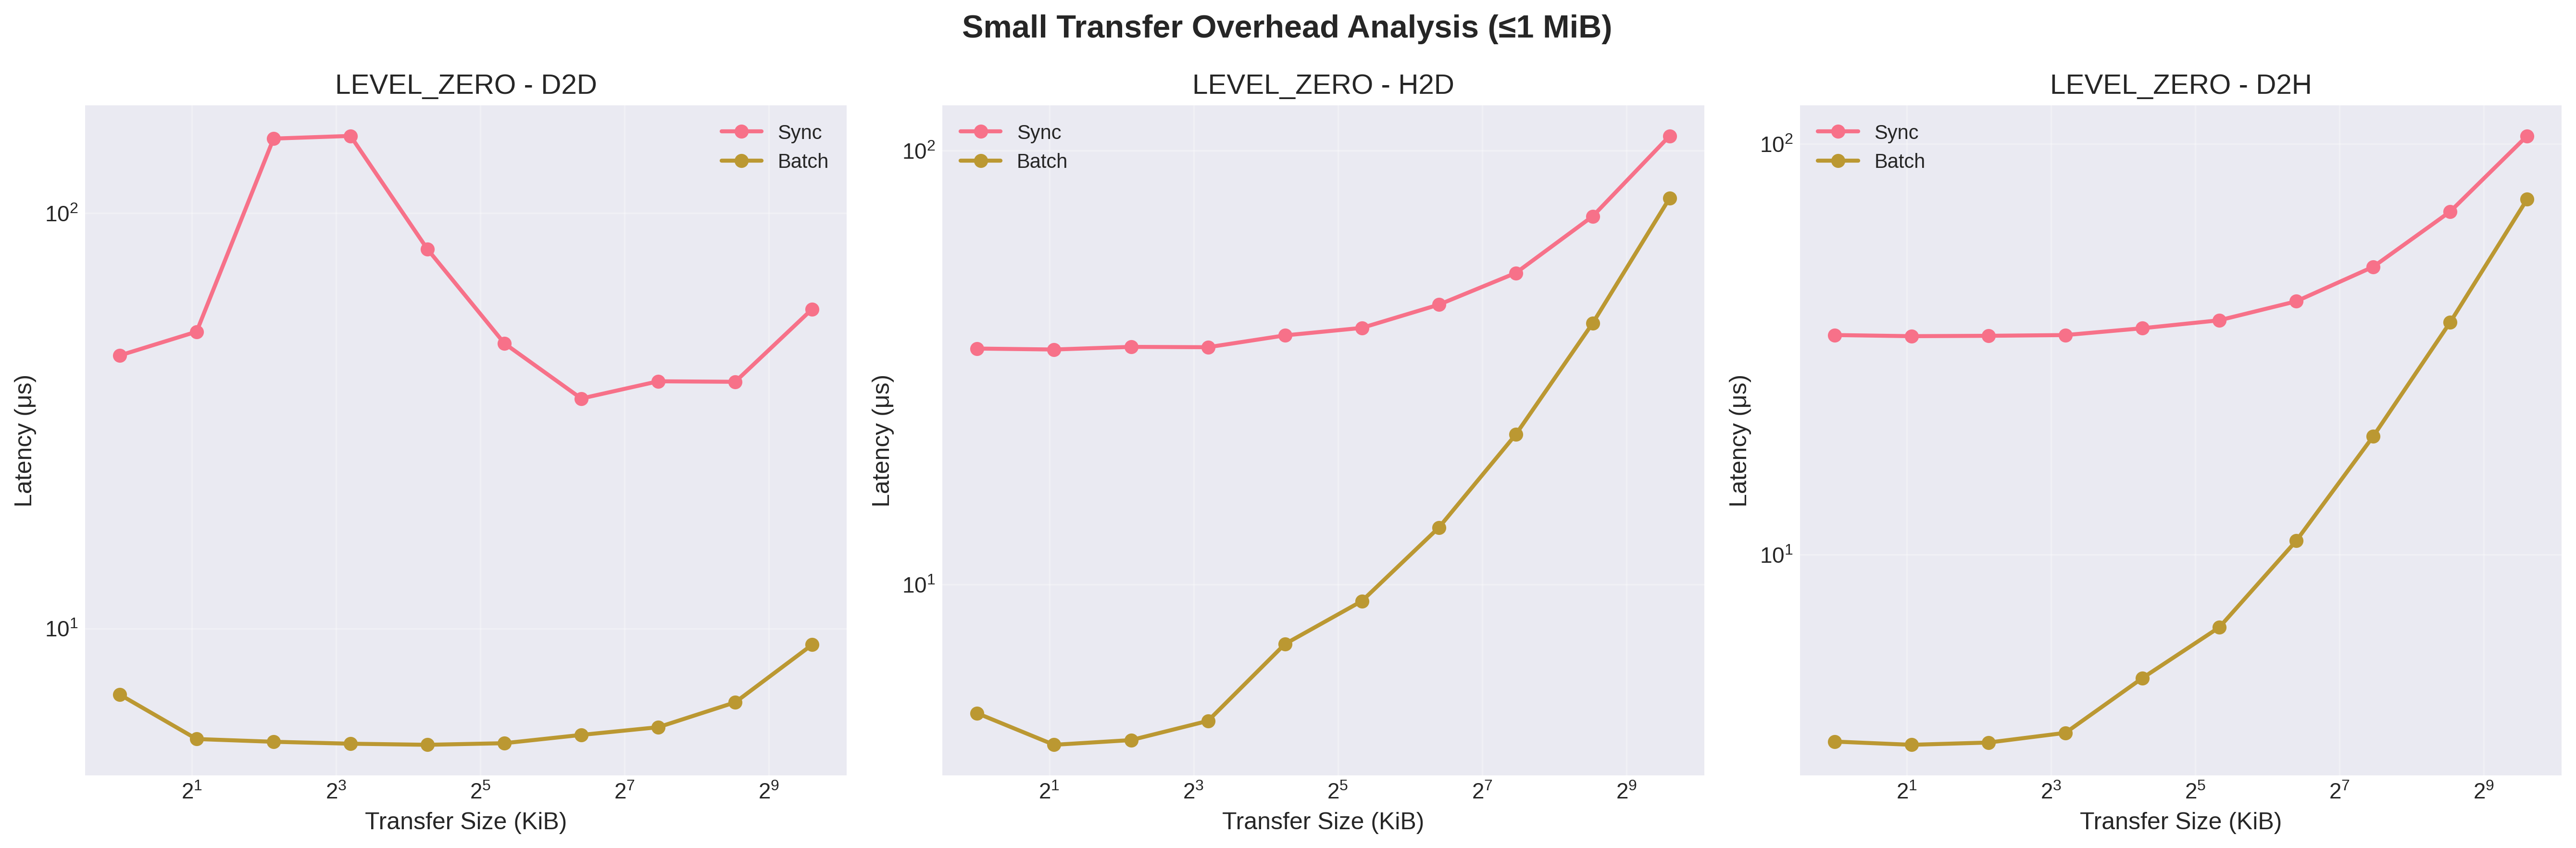 Small Transfer Overhead Analysis (≤1 MiB)
LEVEL_ZERO - D2D
Sync
Batch
10²
10¹
Latency (μs)
2¹ 2³ 2⁵ 2⁷ 2⁹
Transfer Size (KiB)
LEVEL_ZERO - H2D
Sync
Batch
10²
10¹
Latency (μs)
2¹ 2³ 2⁵ 2⁷ 2⁹
Transfer Size (KiB)
LEVEL_ZERO - D2H
Sync
Batch
10²
10¹
Latency (μs)
2¹ 2³ 2⁵ 2⁷ 2⁹
Transfer Size (KiB)